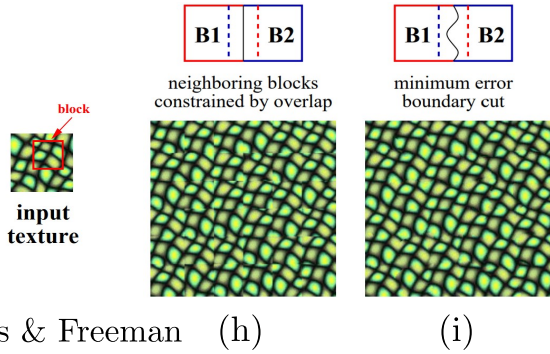 B1 B2
B1 B2
neighboring blocks
constrained by overlap
minimum error
boundary cut
block
input
texture
& Freeman
(h)
(i)